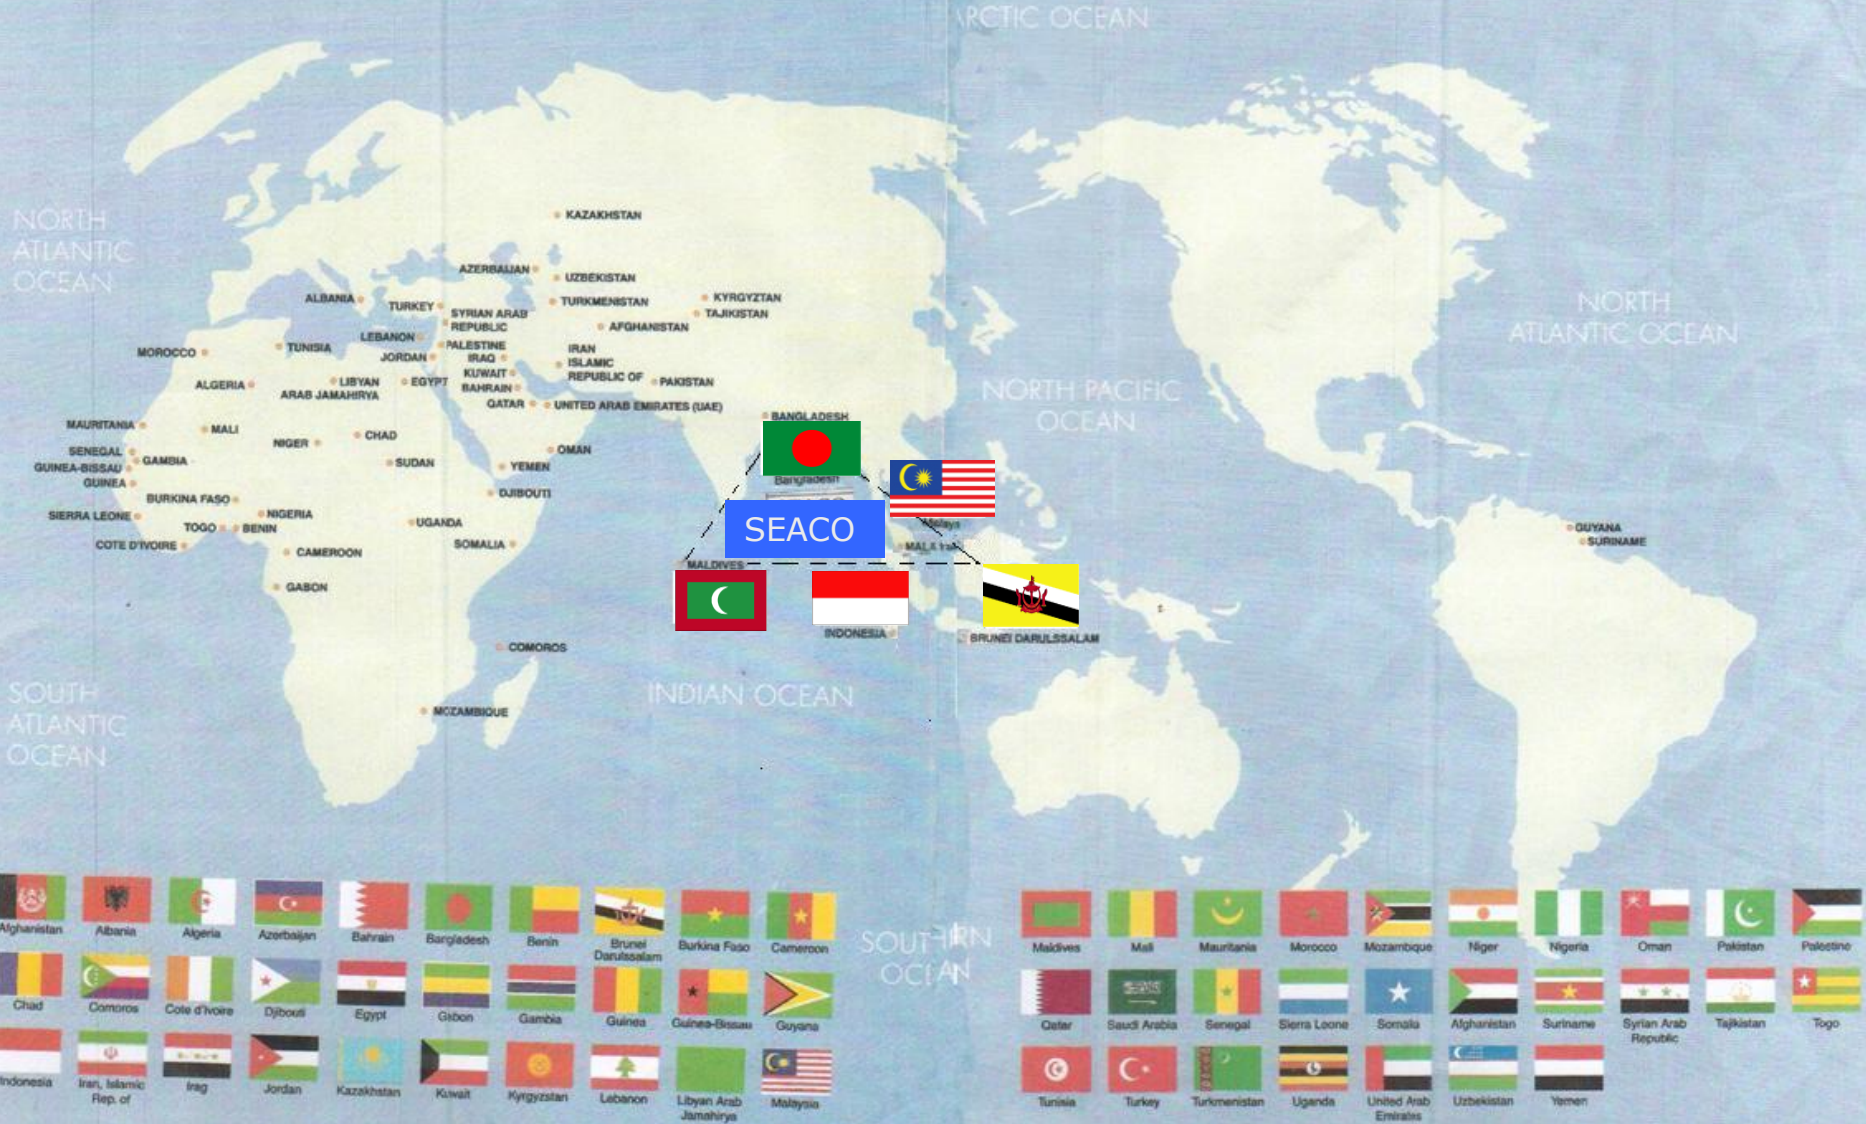 ARCTIC OCEAN
NORTH
ATLANTIC
OCEAN
KAZAKHSTAN
AZERBAIJAN
UZBEKISTAN
ALBANIA
TURKEY
TURKMENISTAN
KYRGYZTAN
SYRIAN ARAB
REPUBLIC
TAJIKISTAN
AFGHANISTAN
LEBANON
PALESTINE
TUNISIA
MOROCCO
JORDAN
IRAQ
IRAN
ISLAMIC
REPUBLIC OF
KUWAIT
ALGERIA
LIBYAN
ARAB JAMAHIRYA
EGYPT
BAHRAIN
PAKISTAN
QATAR
UNITED ARAB EMIRATES (UAE)
NORTH
ATLANTIC OCEAN
NORTH PACIFIC
OCEAN
BANGLADESH
Bangladesh
MAURITANIA
MALI
NIGER
CHAD
SENEGAL
GAMBIA
GUINEA-BISSAU
GUINEA
SUDAN
OMAN
YEMEN
DJIBOUTI
BURKINA FASO
SIERRA LEONE
NIGERIA
TOGO
BENIN
UGANDA
COTE D'IVOIRE
CAMEROON
SOMALIA
GABON
SEACO
Malaya
MALDIVES
INDONESIA
BRUNEI DARULSSALAM
GUYANA
SURINAME
COMOROS
MOZAMBIQUE
INDIAN OCEAN
SOUTH
ATLANTIC
OCEAN
SOUTHERN
OCEAN
Afghanistan
Albania
Algeria
Azerbaijan
Bahrain
Bangladesh
Benin
Brunei
Darulssalam
Burkina Faso
Cameroon
Chad
Comoros
Cote d'Ivoire
Djibouti
Egypt
Gabon
Gambia
Guinea
Guinea-Bissau
Guyana
Indonesia
Iran, Islamic
Rep. of
Iraq
Jordan
Kazakhstan
Kuwait
Kyrgyzstan
Lebanon
Libyan Arab
Jamahirya
Malaysia
Maldives
Mali
Mauritania
Morocco
Mozambique
Niger
Nigeria
Oman
Pakistan
Palestine
Qatar
Saudi Arabia
Senegal
Sierra Leone
Somalia
Afghanistan
Suriname
Syrian Arab
Republic
Tajikistan
Togo
Tunisia
Turkey
Turkmenistan
Uganda
United Arab
Emirates
Uzbekistan
Yemen